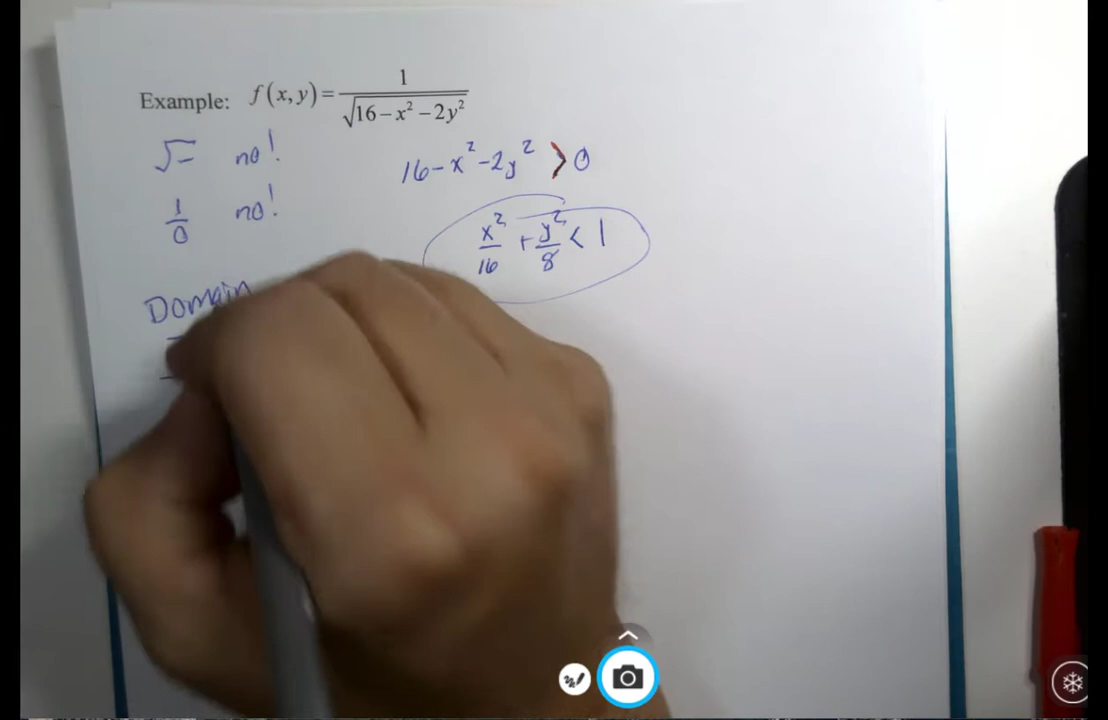 Example: f(x,y)=1/√(16−x²−2y²)
√− no!
16−x²−2y² > 0
1/0 no!
x²/16 + y²/8 < 1
Domain